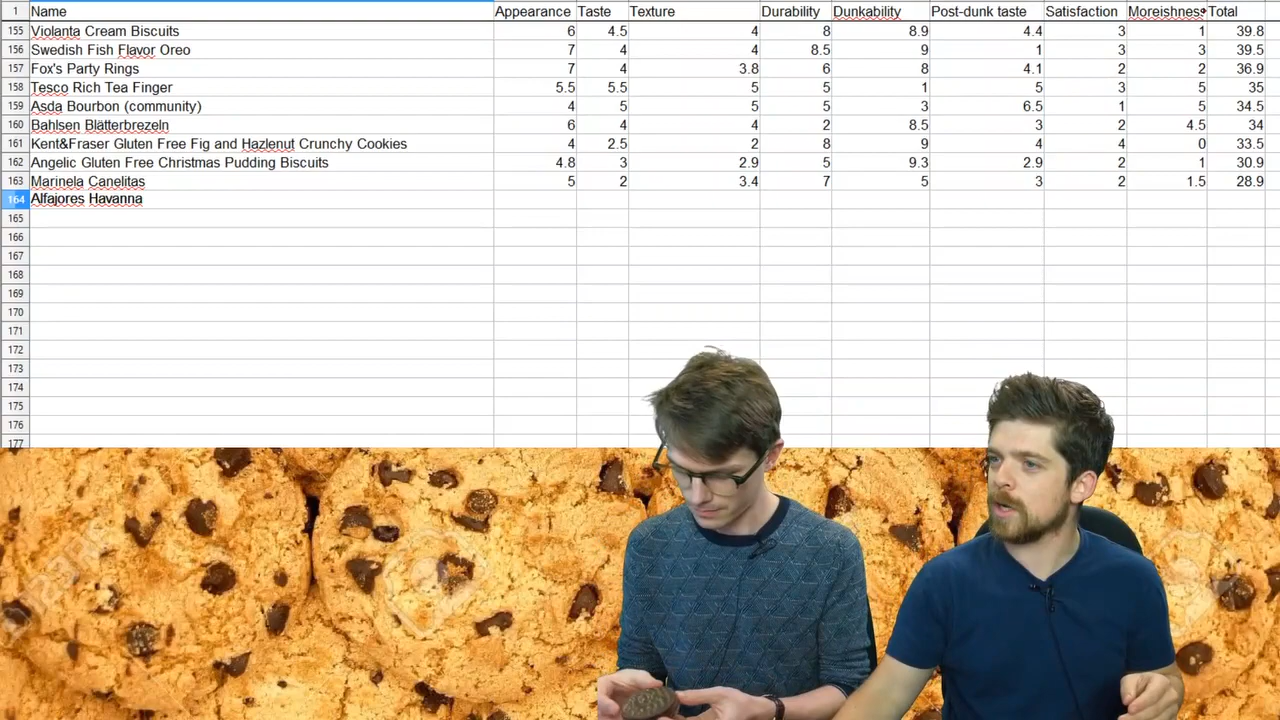 1 Name Appearance Taste Texture Durability Dunkability Post-dunk taste Satisfaction Moreishness Total
155 Violanta Cream Biscuits 6 4.5 4 8 8.9 4.4 3 1 39.8
156 Swedish Fish Flavor Oreo 7 4 4 8.5 9 1 3 3 39.5
157 Fox's Party Rings 7 4 3.8 6 8 4.1 2 2 36.9
158 Tesco Rich Tea Finger 5.5 5.5 5 5 1 5 3 5 35
159 Asda Bourbon (community) 4 5 5 5 3 6.5 1 5 34.5
160 Bahlsen Blätterbrezeln 6 4 4 2 8.5 3 2 4.5 34
161 Kent&Fraser Gluten Free Fig and Hazlenut Crunchy Cookies 4 2.5 2 8 9 4 4 0 33.5
162 Angelic Gluten Free Christmas Pudding Biscuits 4.8 3 2.9 5 9.3 2.9 2 1 30.9
163 Marinela Canelitas 5 2 3.4 7 5 3 2 1.5 28.9
164 Alfajores Havanna
165
166
167
168
169
170
171
172
173
174
175
176
177
123RF